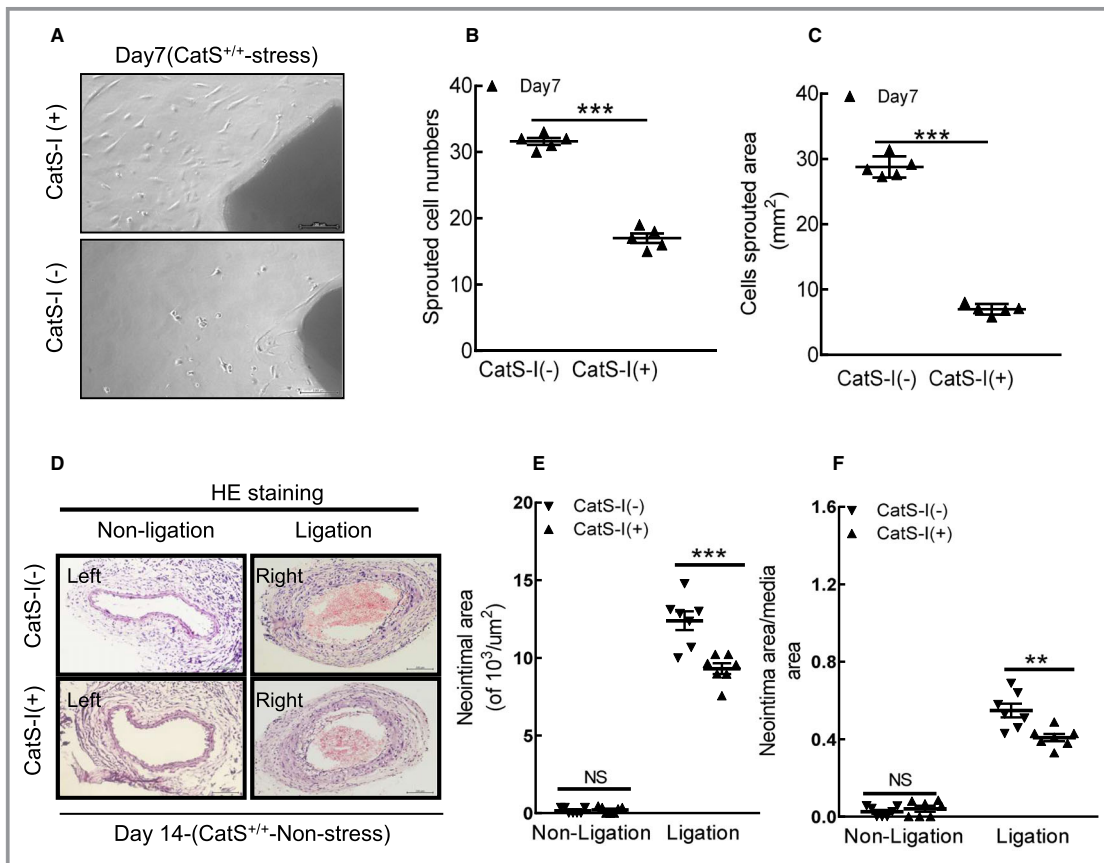 A
Day7(CatS+/+-stress)
CatS-I (+)
CatS-I (-)
B
Sprouted cell numbers
40
30
20
10
0
Day7
***
CatS-I(-) CatS-I(+)
C
Cells sprouted area
(mm2)
40
30
20
10
0
Day7
***
CatS-I(-) CatS-I(+)
D
HE staining
Non-ligation Ligation
CatS-I(-)
Left
Right
CatS-I(+)
Left
Right
Day 14-(CatS+/+-Non-stress)
E
Neointimal area
(of 103/um2)
20
15
10
5
0
CatS-I(-)
CatS-I(+)
***
NS
Non-Ligation Ligation
F
Neointima area/media
area
1.6
1.2
0.8
0.4
0.0
CatS-I(-)
CatS-I(+)
**
NS
Non-Ligation Ligation